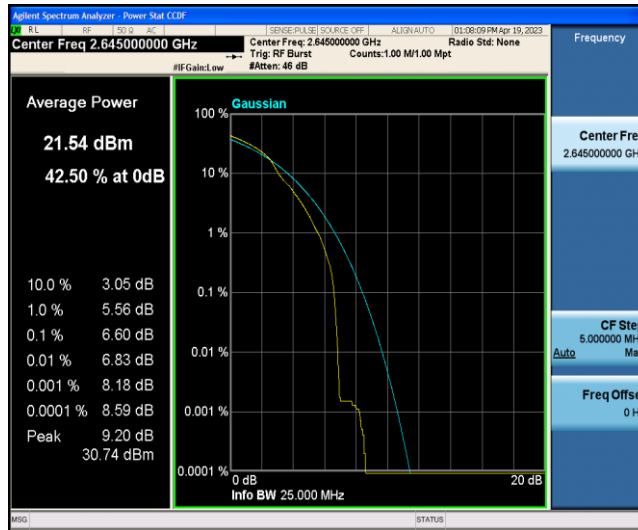 Agilent Spectrum Analyzer - Power Stat CCDF
RL RF 50 Ω AC SENSE:PULSE SOURCE OFF ALIGNAUTO 01:08:09 PM Apr 19, 2023
Center Freq 2.645000000 GHz
Center Freq: 2.645000000 GHz Radio Std: None
Trig: RF Burst Counts:1.00 M/1.00 Mpt
#IFGain:Low #Atten: 46 dB
Frequency
Average Power
21.54 dBm
42.50 % at 0dB
10.0 % 3.05 dB
1.0 % 5.56 dB
0.1 % 6.60 dB
0.01 % 6.83 dB
0.001 % 8.18 dB
0.0001 % 8.59 dB
Peak 9.20 dB
30.74 dBm
Gaussian
100 %
10 %
1 %
0.1 %
0.01 %
0.001 %
0.0001 %
0 dB 20 dB
Info BW 25.000 MHz
Center Fre
2.645000000 GH
CF Ste
5.000000 MH
Auto Ma
Freq Offse
0 H
MSG STATUS